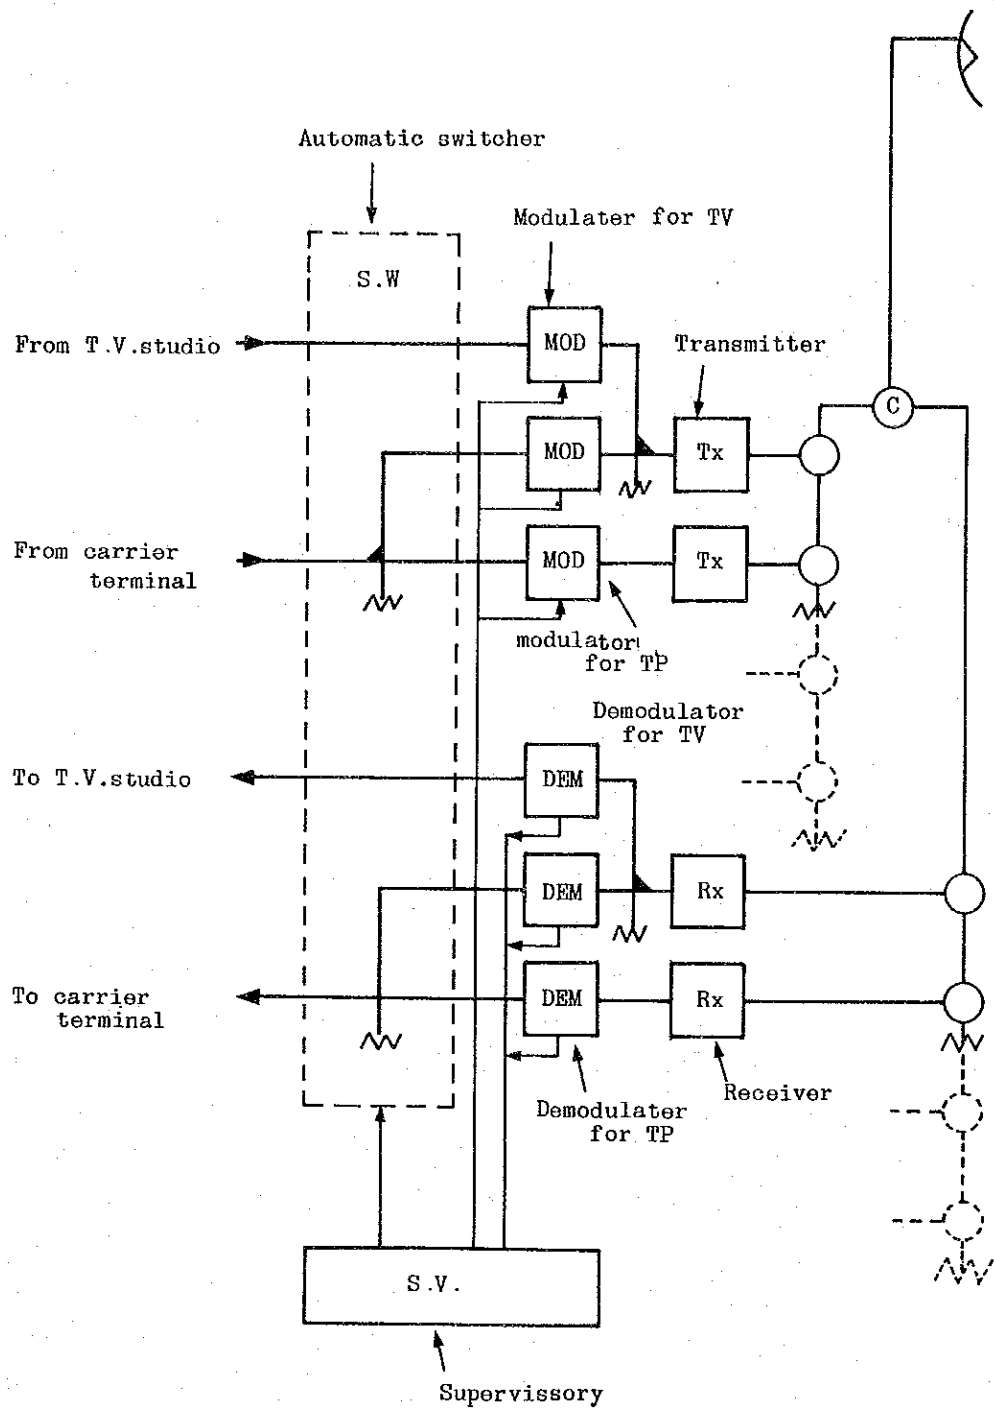 Automatic switcher
Modulater for TV
S.W
From T.V.studio
MOD
Transmitter
C
MOD
Tx
From carrier
terminal
MOD
Tx
modulator
for TP
Demodulator
for TV
To T.V.studio
DEM
DEM
Rx
To carrier
terminal
DEM
Rx
Receiver
Demodulater
for TP
S.V.
Supervissory